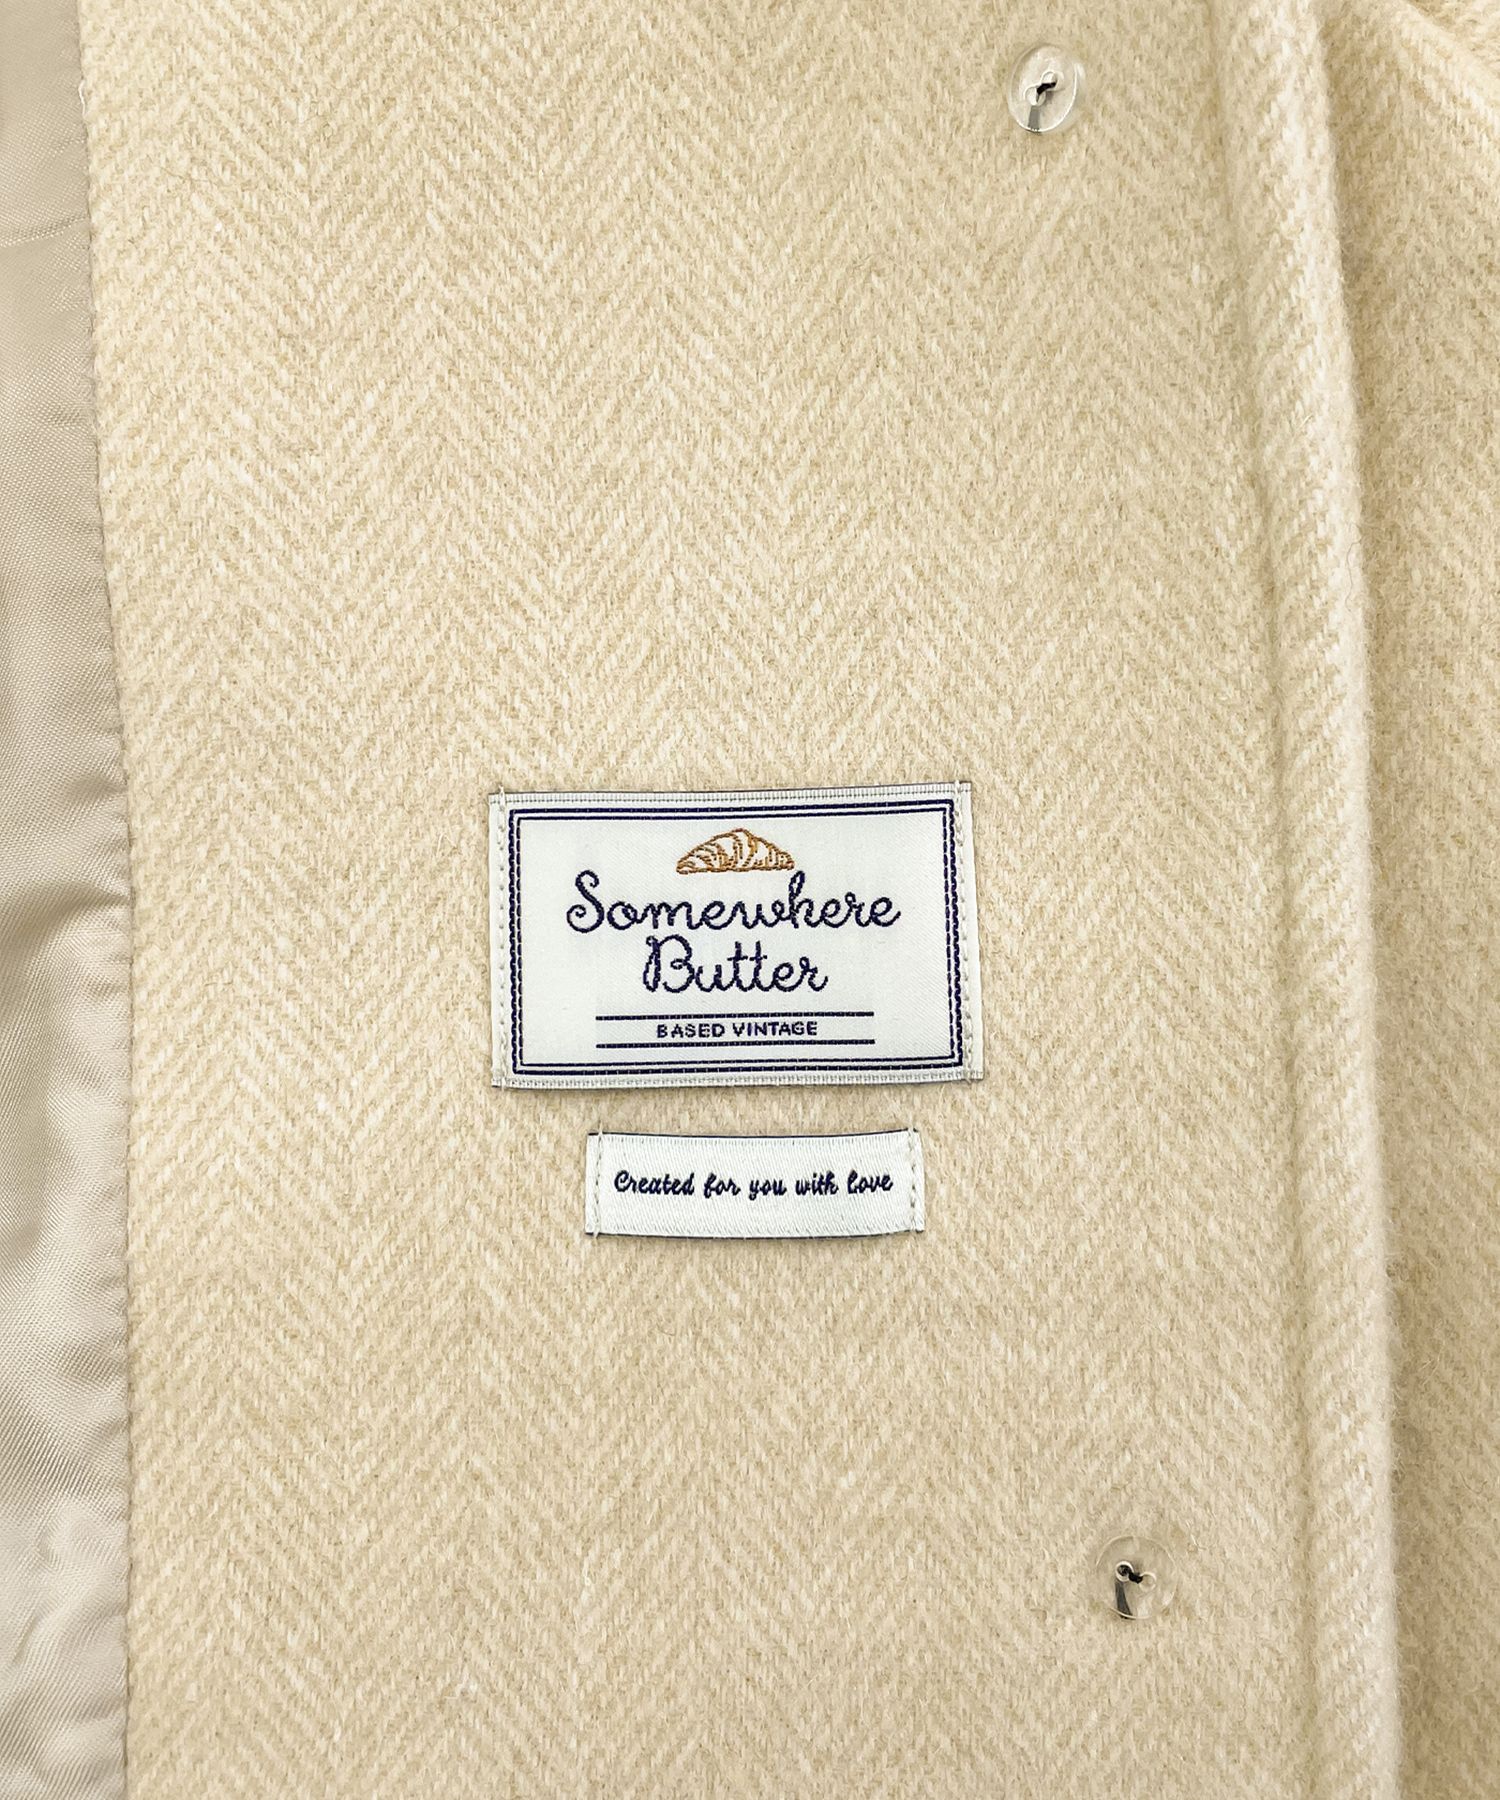 Somewhere
Butter
BASED VINTAGE
Created for you with love